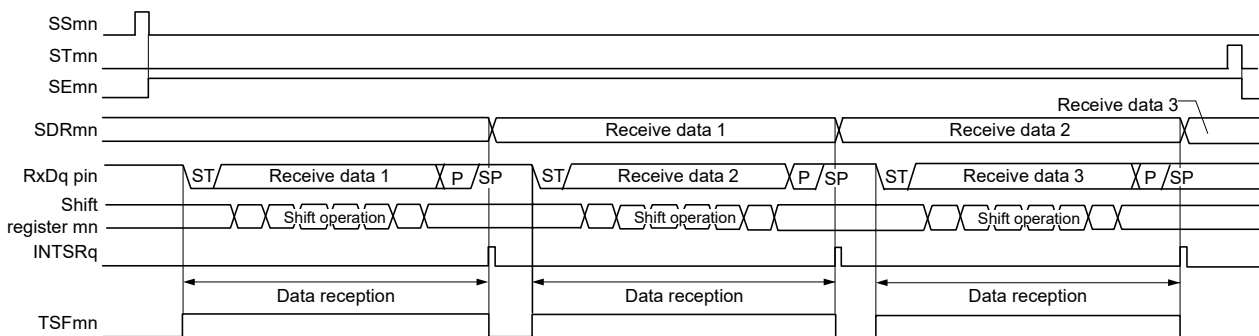 SSmn
STmn
SEmn
Receive data 3
SDRmn Receive data 1 Receive data 2
RxDq pin ST Receive data 1 P SP ST Receive data 2 P SP ST Receive data 3 P SP
Shift
register mn Shift operation Shift operation Shift operation
INTSRq
Data reception Data reception Data reception
TSFmn